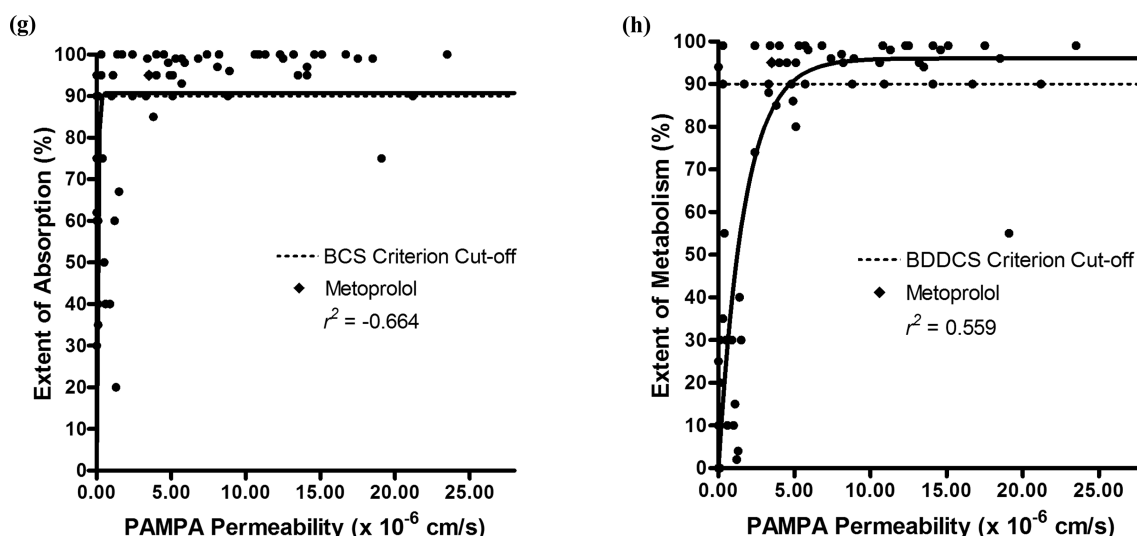 (g)
Extent of Absorption (%)
100
90
80
70
60
50
40
30
20
10
0
BCS Criterion Cut-off
Metoprolol
r² = -0.664
0.00 5.00 10.00 15.00 20.00 25.00
PAMPA Permeability (x 10⁻⁶ cm/s)
(h)
Extent of Metabolism (%)
100
90
80
70
60
50
40
30
20
10
0
BDDCS Criterion Cut-off
Metoprolol
r² = 0.559
0.00 5.00 10.00 15.00 20.00 25.00
PAMPA Permeability (x 10⁻⁶ cm/s)